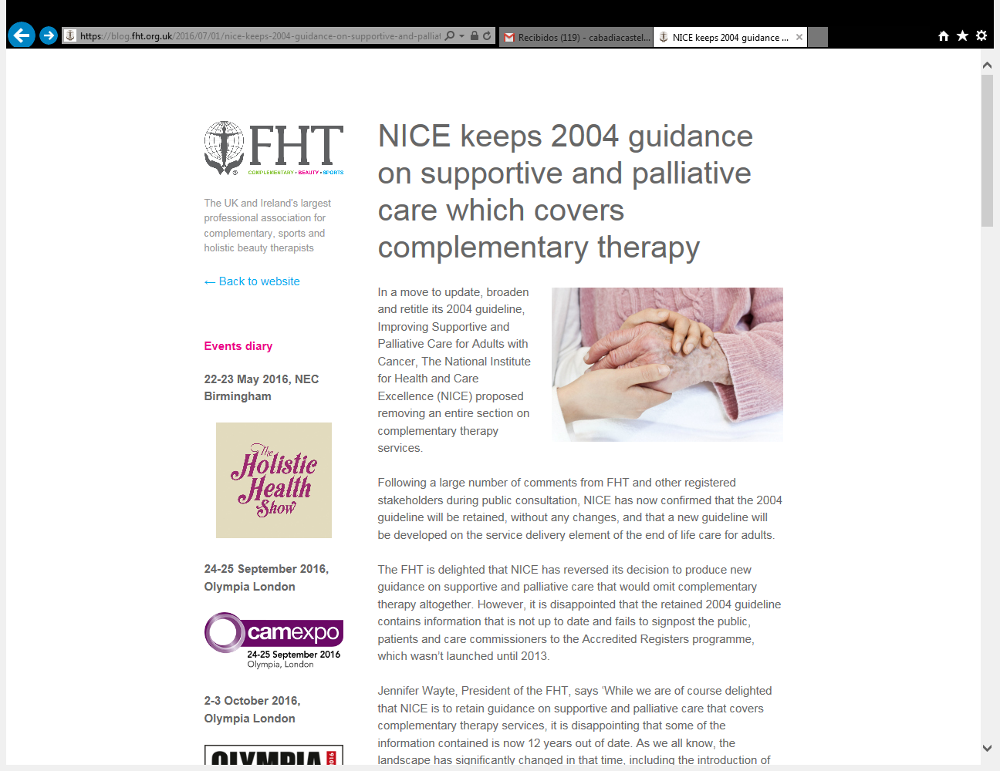 https://blog.fht.org.uk/2016/07/01/nice-keeps-2004-guidance-on-supportive-and-palliat
Recibidos (119) - cabadiacastel...
NICE keeps 2004 guidance ...
FHT
®
COMPLEMENTARY • BEAUTY • SPORTS
The UK and Ireland's largest
professional association for
complementary, sports and
holistic beauty therapists
← Back to website
Events diary
22-23 May 2016, NEC
Birmingham
The
Holistic
Health
Show
24-25 September 2016,
Olympia London
camexpo
24-25 September 2016
Olympia, London
2-3 October 2016,
Olympia London
OLYMPIA
2016
NICE keeps 2004 guidance
on supportive and palliative
care which covers
complementary therapy
In a move to update, broaden
and retitle its 2004 guideline,
Improving Supportive and
Palliative Care for Adults with
Cancer, The National Institute
for Health and Care
Excellence (NICE) proposed
removing an entire section on
complementary therapy
services.
Following a large number of comments from FHT and other registered
stakeholders during public consultation, NICE has now confirmed that the 2004
guideline will be retained, without any changes, and that a new guideline will
be developed on the service delivery element of the end of life care for adults.
The FHT is delighted that NICE has reversed its decision to produce new
guidance on supportive and palliative care that would omit complementary
therapy altogether. However, it is disappointed that the retained 2004 guideline
contains information that is not up to date and fails to signpost the public,
patients and care commissioners to the Accredited Registers programme,
which wasn't launched until 2013.
Jennifer Wayte, President of the FHT, says ‘While we are of course delighted
that NICE is to retain guidance on supportive and palliative care that covers
complementary therapy services, it is disappointing that some of the
information contained is now 12 years out of date. As we all know, the
landscape has significantly changed in that time, including the introduction of